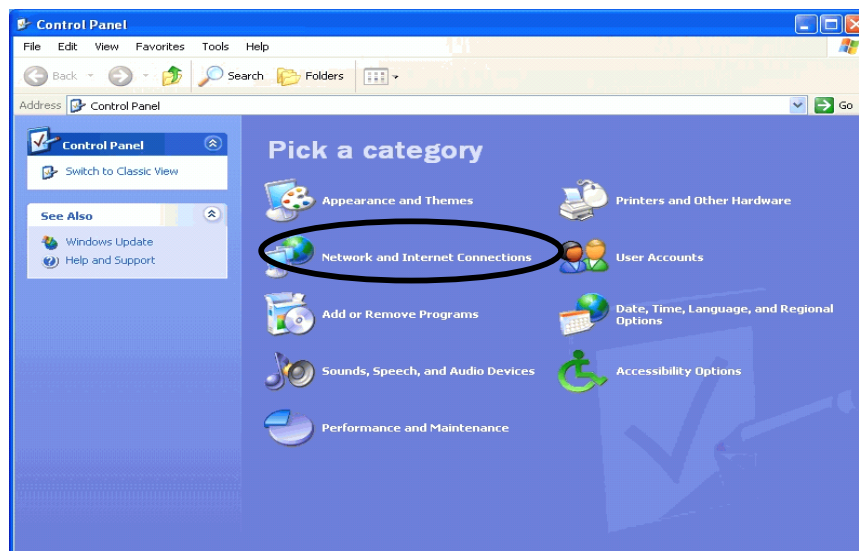 Control Panel
File Edit View Favorites Tools Help
Back Search Folders
Address Control Panel Go
Control Panel
Switch to Classic View
See Also
Windows Update
Help and Support
Pick a category
Appearance and Themes
Printers and Other Hardware
Network and Internet Connections
User Accounts
Add or Remove Programs
Date, Time, Language, and Regional
Options
Sounds, Speech, and Audio Devices
Accessibility Options
Performance and Maintenance